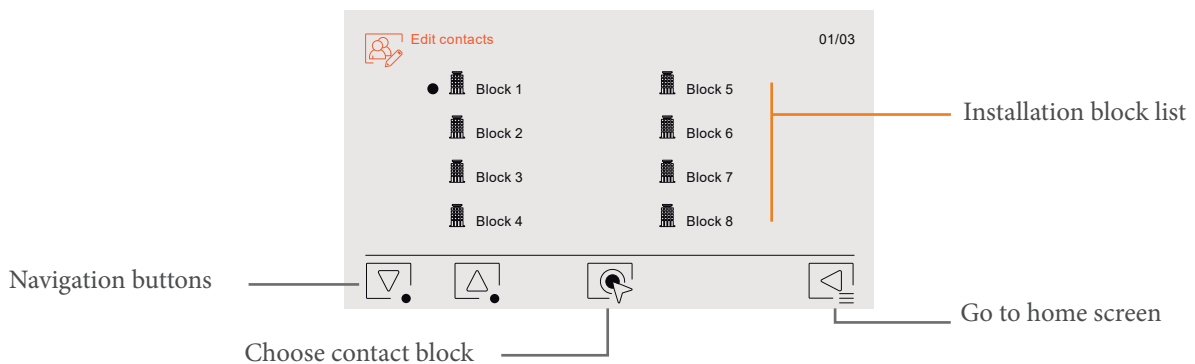 Edit contacts 01/03
Block 1 Block 5
Installation block list
Block 2 Block 6
Block 3 Block 7
Block 4 Block 8
Navigation buttons
Go to home screen
Choose contact block